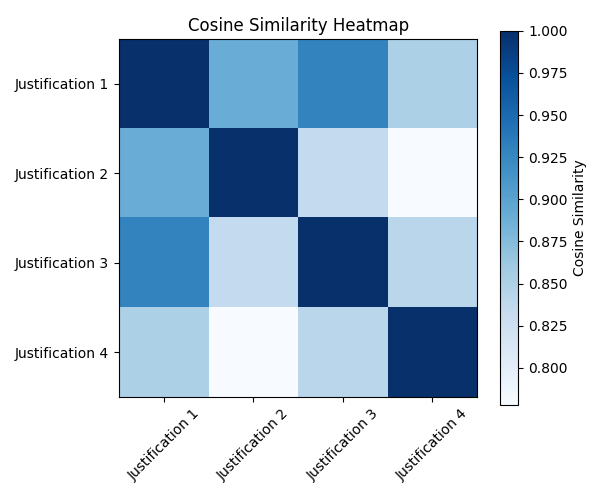 Cosine Similarity Heatmap
Justification 1
Justification 2
Justification 3
Justification 4
Justification 1
Justification 2
Justification 3
Justification 4
1.000
0.975
0.950
0.925
0.900
0.875
0.850
0.825
0.800
Cosine Similarity